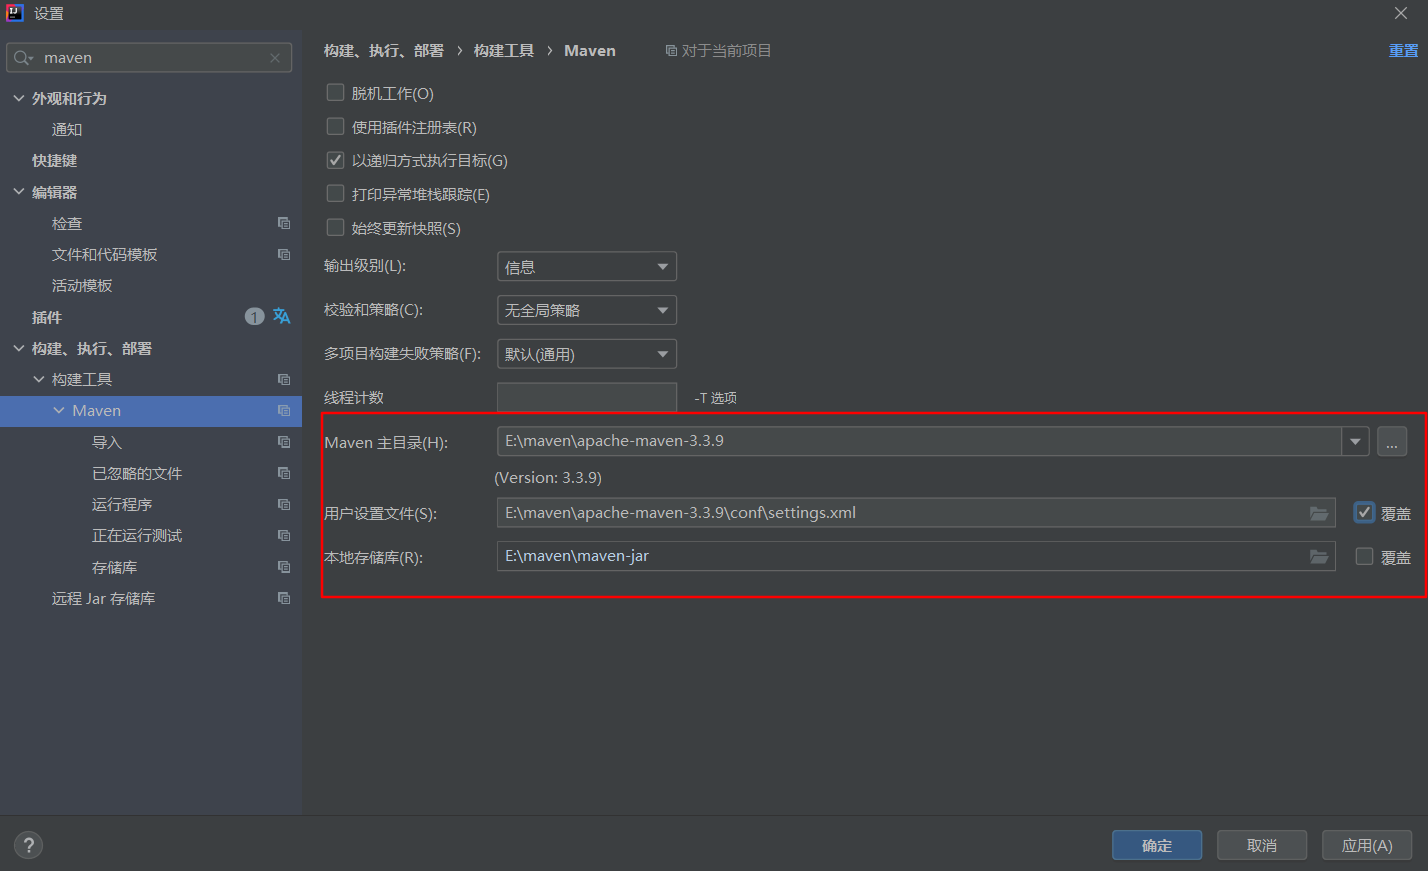 设置
maven
外观和行为
通知
快捷键
编辑器
检查
文件和代码模板
活动模板
插件 1
构建、执行、部署
构建工具
Maven
导入
已忽略的文件
运行程序
正在运行测试
存储库
远程 Jar 存储库
构建、执行、部署 › 构建工具 › Maven 对于当前项目 重置
脱机工作(O)
使用插件注册表(R)
以递归方式执行目标(G)
打印异常堆栈跟踪(E)
始终更新快照(S)
输出级别(L): 信息
校验和策略(C): 无全局策略
多项目构建失败策略(F): 默认(通用)
线程计数 -T 选项
Maven 主目录(H): E:\maven\apache-maven-3.3.9 ...
(Version: 3.3.9)
用户设置文件(S): E:\maven\apache-maven-3.3.9\conf\settings.xml 覆盖
本地存储库(R): E:\maven\maven-jar 覆盖
? 确定 取消 应用(A)